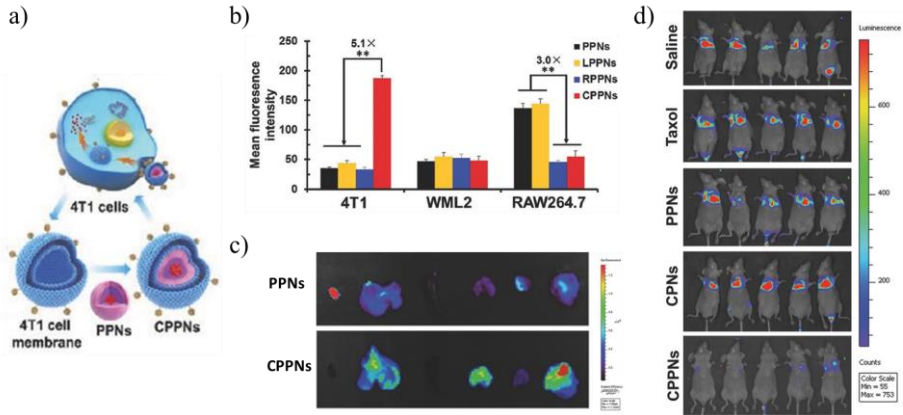 a)
4T1 cells
4T1 cell
membrane
PPNs
CPPNs
b)
Mean fluorescence
intensity
250
200
150
100
50
0
5.1×
**
3.0×
**
PPNs
LPPNs
RPPNs
CPPNs
4T1
WML2
RAW264.7
c)
PPNs
CPPNs
d)
Saline
Taxol
PPNs
CPNs
CPPNs
Luminescence
600
400
200
Counts
Color Scale
Min = 55
Max = 753